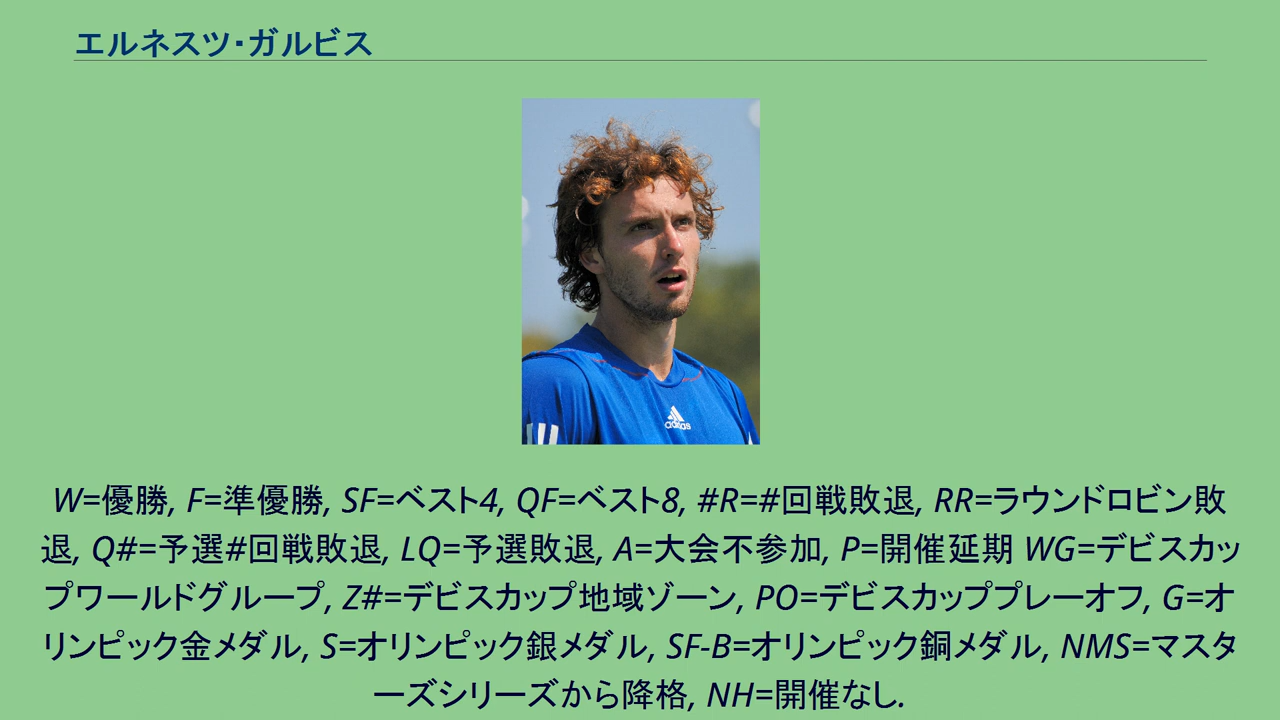 エルネスツ・ガルビス
adidas
W=優勝, F=準優勝, SF=ベスト4, QF=ベスト8, #R=#回戦敗退, RR=ラウンドロビン敗
退, Q#=予選#回戦敗退, LQ=予選敗退, A=大会不参加, P=開催延期 WG=デビスカッ
プワールドグループ, Z#=デビスカップ地域ゾーン, PO=デビスカッププレーオフ, G=オ
リンピック金メダル, S=オリンピック銀メダル, SF-B=オリンピック銅メダル, NMS=マスタ
ーズシリーズから降格, NH=開催なし.